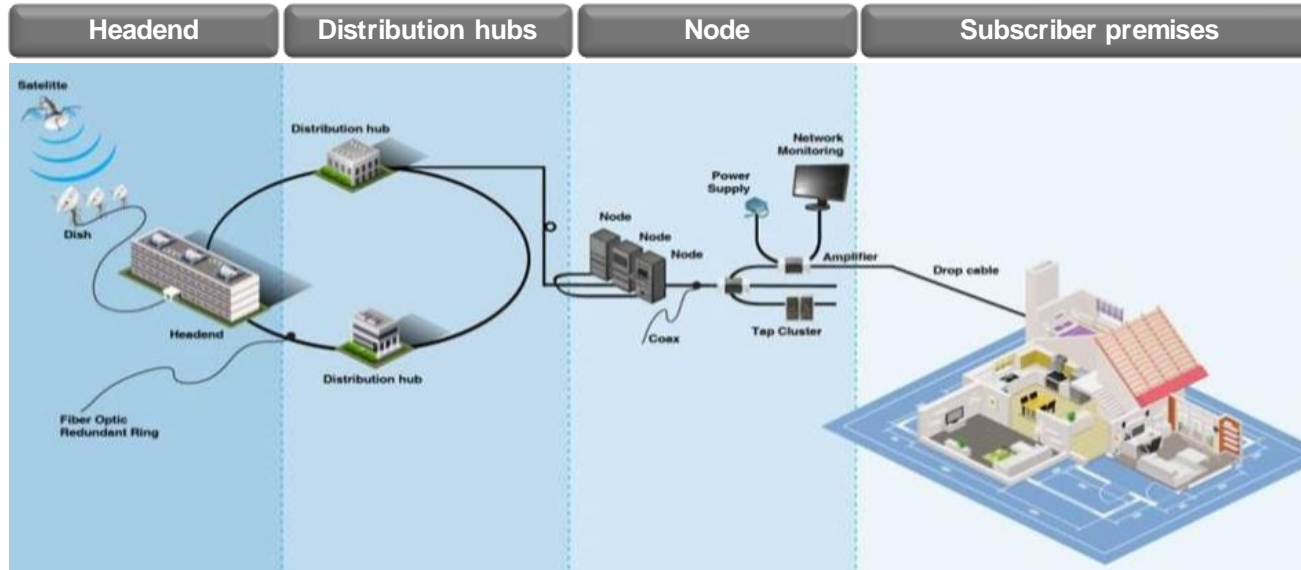 Headend
Distribution hubs
Node
Subscriber premises
Satelitte
Dish
Headend
Fiber Optic
Redundant Ring
Distribution hub
Distribution hub
Node
Node
Node
Coax
Power
Supply
Network
Monitoring
Amplifier
Tap Cluster
Drop cable